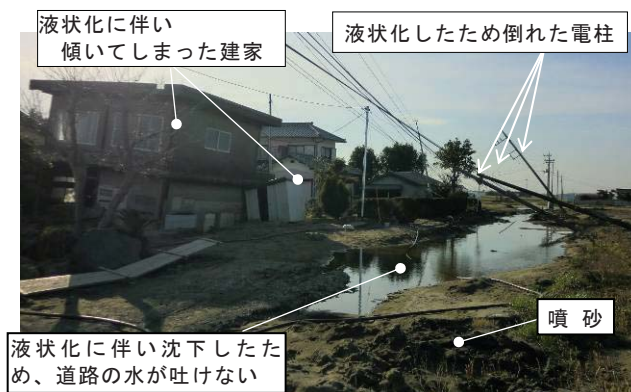 液状化に伴い
傾いてしまった建家
液状化したため倒れた電柱
噴砂
液状化に伴い沈下したた
め、道路の水が吐けない